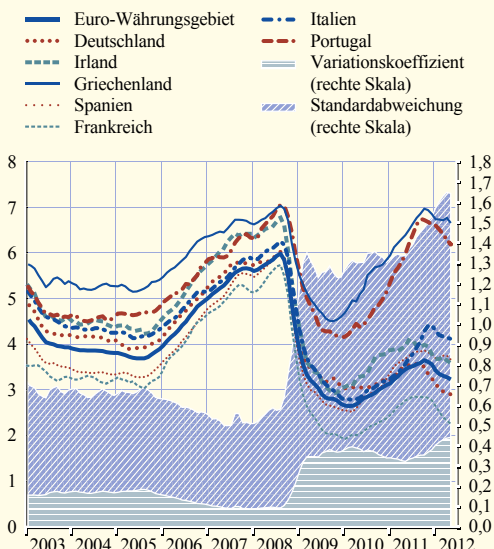 Euro-Währungsgebiet
Deutschland
Irland
Griechenland
Spanien
Frankreich
Italien
Portugal
Variationskoeffizient
(rechte Skala)
Standardabweichung
(rechte Skala)
8
7
6
5
4
3
2
1
0
1,8
1,7
1,6
1,5
1,4
1,3
1,2
1,1
1,0
0,9
0,8
0,7
0,6
0,5
0,4
0,3
0,2
0,1
0,0
2003 2004 2005 2006 2007 2008 2009 2010 2011 2012